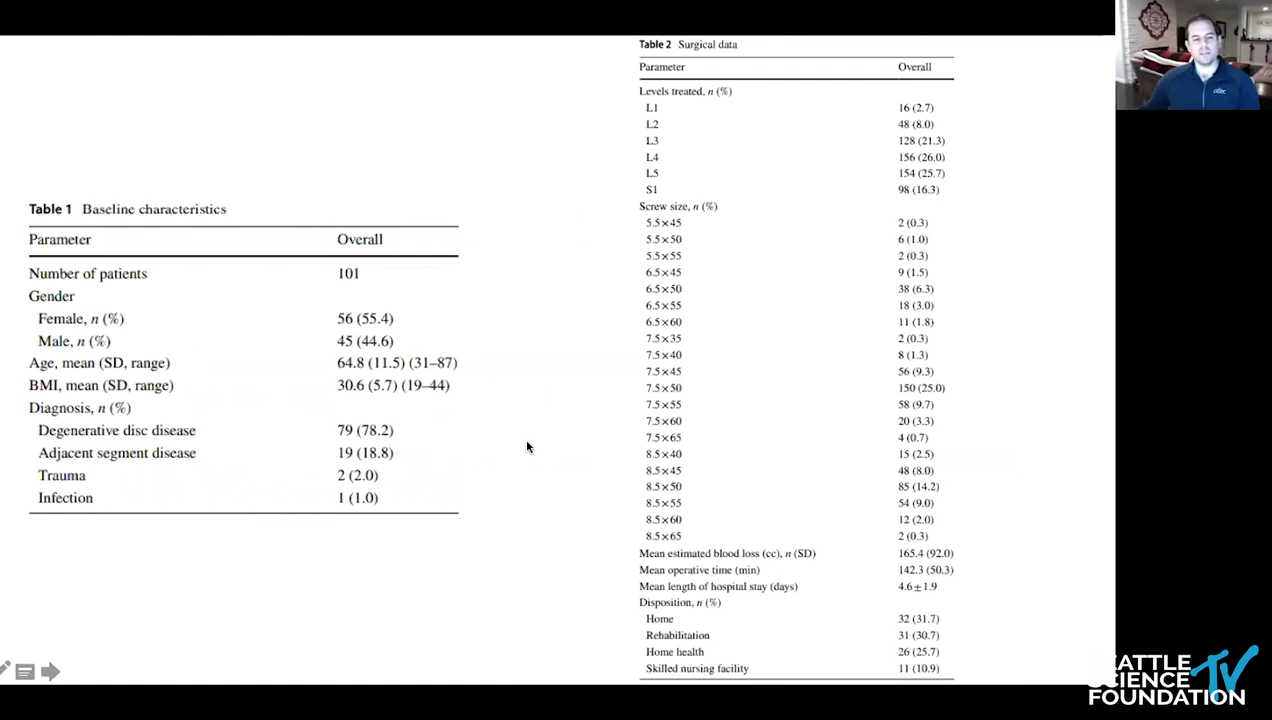 Table 1 Baseline characteristics
Parameter Overall
Number of patients 101
Gender
Female, n (%) 56 (55.4)
Male, n (%) 45 (44.6)
Age, mean (SD, range) 64.8 (11.5) (31–87)
BMI, mean (SD, range) 30.6 (5.7) (19–44)
Diagnosis, n (%)
Degenerative disc disease 79 (78.2)
Adjacent segment disease 19 (18.8)
Trauma 2 (2.0)
Infection 1 (1.0)
Table 2 Surgical data
Parameter Overall
Levels treated, n (%)
L1 16 (2.7)
L2 48 (8.0)
L3 128 (21.3)
L4 156 (26.0)
L5 154 (25.7)
S1 98 (16.3)
Screw size, n (%)
5.5×45 2 (0.3)
5.5×50 6 (1.0)
5.5×55 2 (0.3)
6.5×45 9 (1.5)
6.5×50 38 (6.3)
6.5×55 18 (3.0)
6.5×60 11 (1.8)
7.5×35 2 (0.3)
7.5×40 8 (1.3)
7.5×45 56 (9.3)
7.5×50 150 (25.0)
7.5×55 58 (9.7)
7.5×60 20 (3.3)
7.5×65 4 (0.7)
8.5×40 15 (2.5)
8.5×45 48 (8.0)
8.5×50 85 (14.2)
8.5×55 54 (9.0)
8.5×60 12 (2.0)
8.5×65 2 (0.3)
Mean estimated blood loss (cc), n (SD) 165.4 (92.0)
Mean operative time (min) 142.3 (50.3)
Mean length of hospital stay (days) 4.6±1.9
Disposition, n (%)
Home 32 (31.7)
Rehabilitation 31 (30.7)
Home health 26 (25.7)
Skilled nursing facility 11 (10.9)
SEATTLE
SCIENCE TV
FOUNDATION